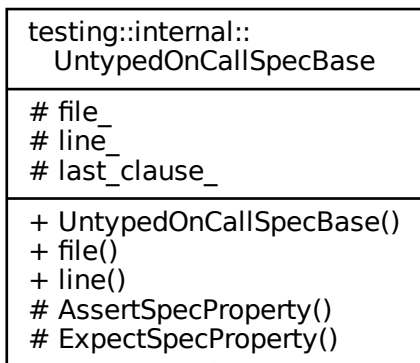 testing::internal::
UntypedOnCallSpecBase
# file_
# line_
# last_clause_
+ UntypedOnCallSpecBase()
+ file()
+ line()
# AssertSpecProperty()
# ExpectSpecProperty()